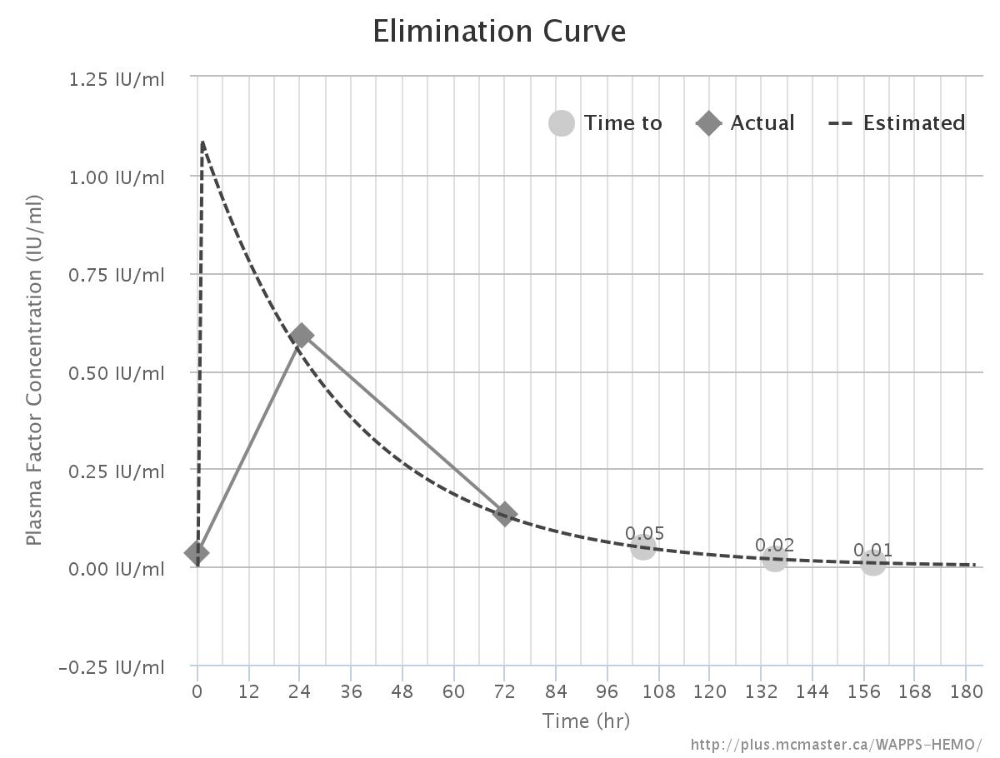 Elimination Curve
1.25 IU/ml
Time to
Actual
Estimated
1.00 IU/ml
0.75 IU/ml
0.50 IU/ml
0.25 IU/ml
0.00 IU/ml
-0.25 IU/ml
Plasma Factor Concentration (IU/ml)
0.05
0.02
0.01
0 12 24 36 48 60 72 84 96 108 120 132 144 156 168 180
Time (hr)
http://plus.mcmaster.ca/WAPPS-HEMO/